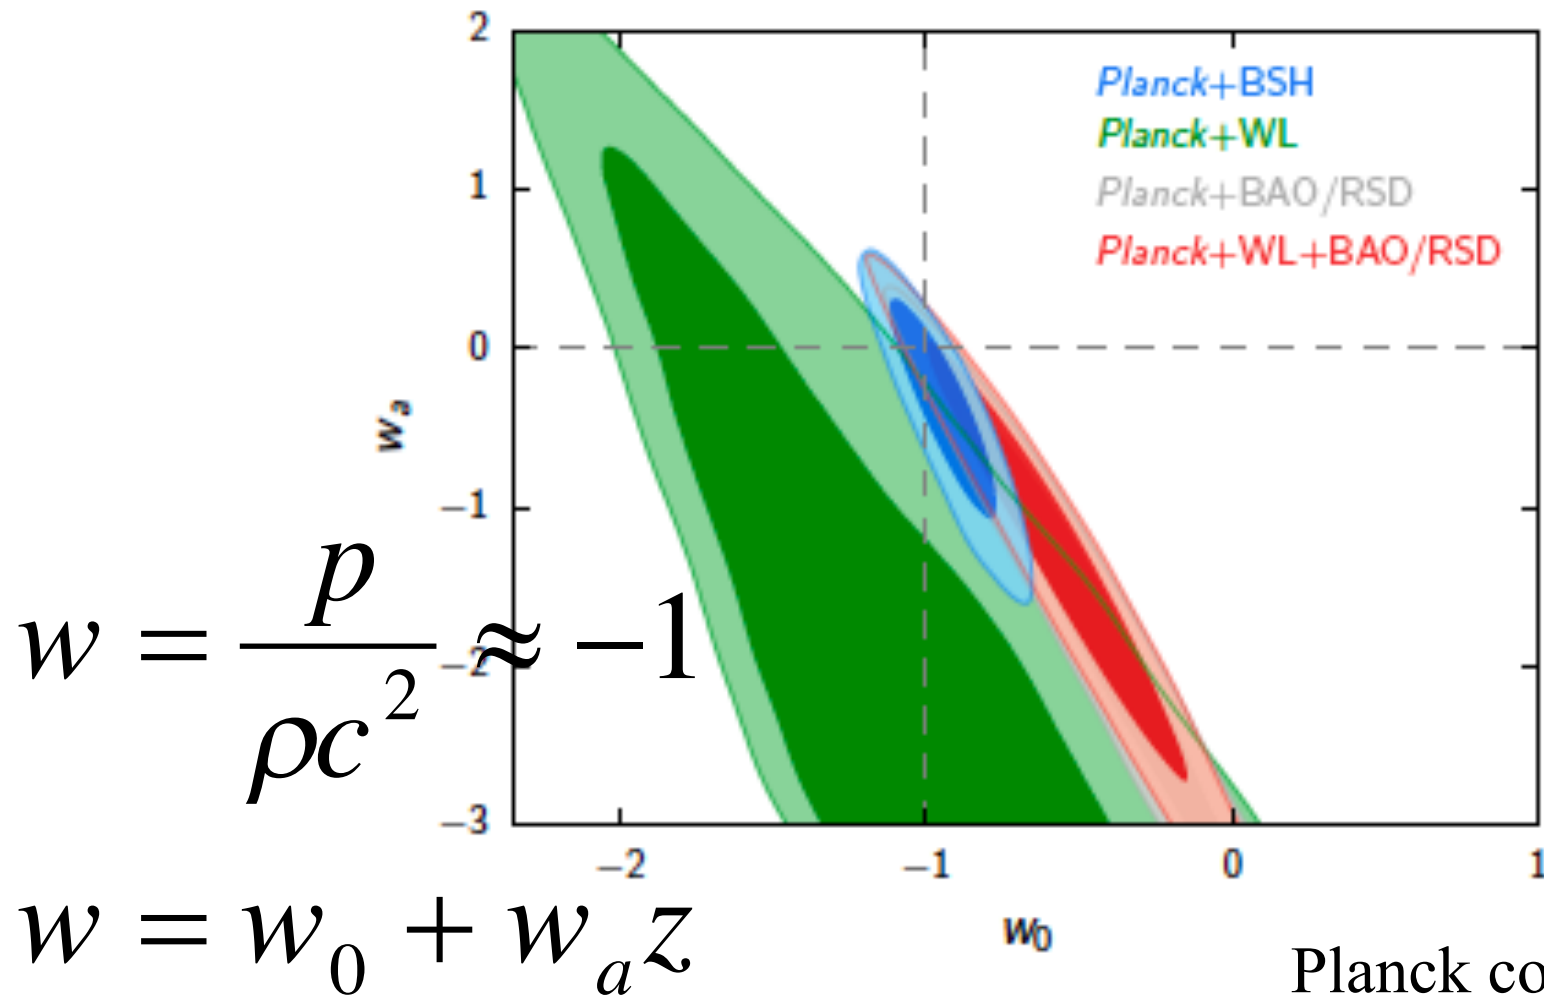 2
1
0
−1
−2
−3
w_a
Planck+BSH
Planck+WL
Planck+BAO/RSD
Planck+WL+BAO/RSD
−2 −1 0 1
w_0
w = p / ρc² ≈ −1
w = w_0 + w_a z
Planck co